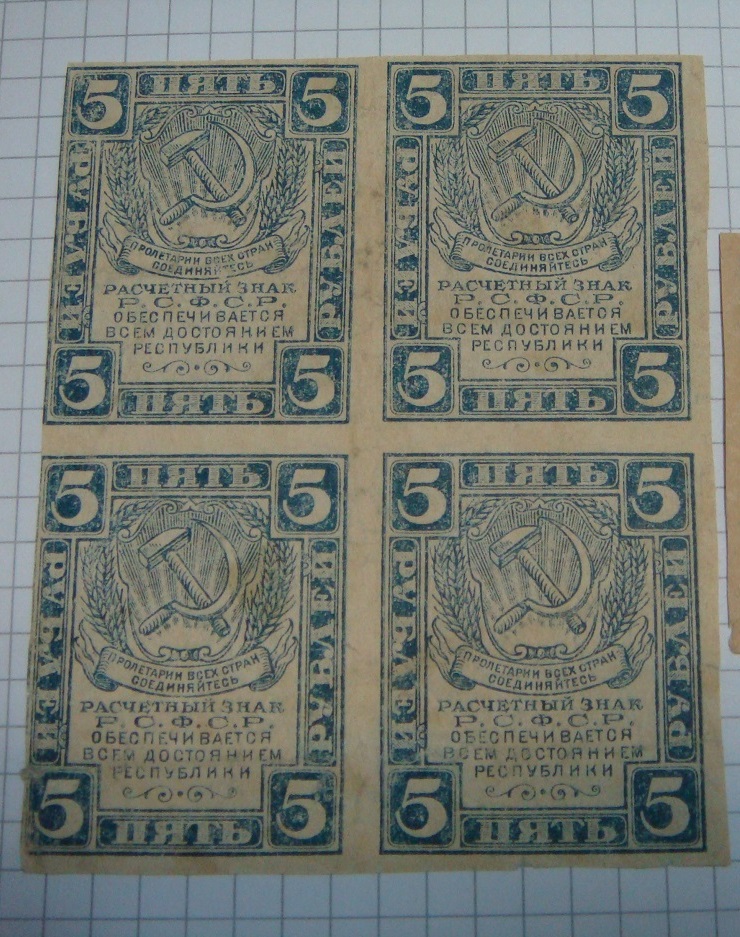 5 ПЯТЬ 5
РУБЛЕЙ
РУБЛЕЙ
ПРОЛЕТАРИИ ВСЕХ СТРАН
СОЕДИНЯЙТЕСЬ
РАСЧЕТНЫЙ ЗНАК
Р.С.Ф.С.Р.
ОБЕСПЕЧИВАЕТСЯ
ВСЕМ ДОСТОЯНИЕМ
РЕСПУБЛИКИ
5 ПЯТЬ 5
5 ПЯТЬ 5
РУБЛЕЙ
РУБЛЕЙ
ПРОЛЕТАРИИ ВСЕХ СТРАН
СОЕДИНЯЙТЕСЬ
РАСЧЕТНЫЙ ЗНАК
Р.С.Ф.С.Р.
ОБЕСПЕЧИВАЕТСЯ
ВСЕМ ДОСТОЯНИЕМ
РЕСПУБЛИКИ
5 ПЯТЬ 5
5 ПЯТЬ 5
РУБЛЕЙ
РУБЛЕЙ
ПРОЛЕТАРИИ ВСЕХ СТРАН
СОЕДИНЯЙТЕСЬ
РАСЧЕТНЫЙ ЗНАК
Р.С.Ф.С.Р.
ОБЕСПЕЧИВАЕТСЯ
ВСЕМ ДОСТОЯНИЕМ
РЕСПУБЛИКИ
5 ПЯТЬ 5
5 ПЯТЬ 5
РУБЛЕЙ
РУБЛЕЙ
ПРОЛЕТАРИИ ВСЕХ СТРАН
СОЕДИНЯЙТЕСЬ
РАСЧЕТНЫЙ ЗНАК
Р.С.Ф.С.Р.
ОБЕСПЕЧИВАЕТСЯ
ВСЕМ ДОСТОЯНИЕМ
РЕСПУБЛИКИ
5 ПЯТЬ 5